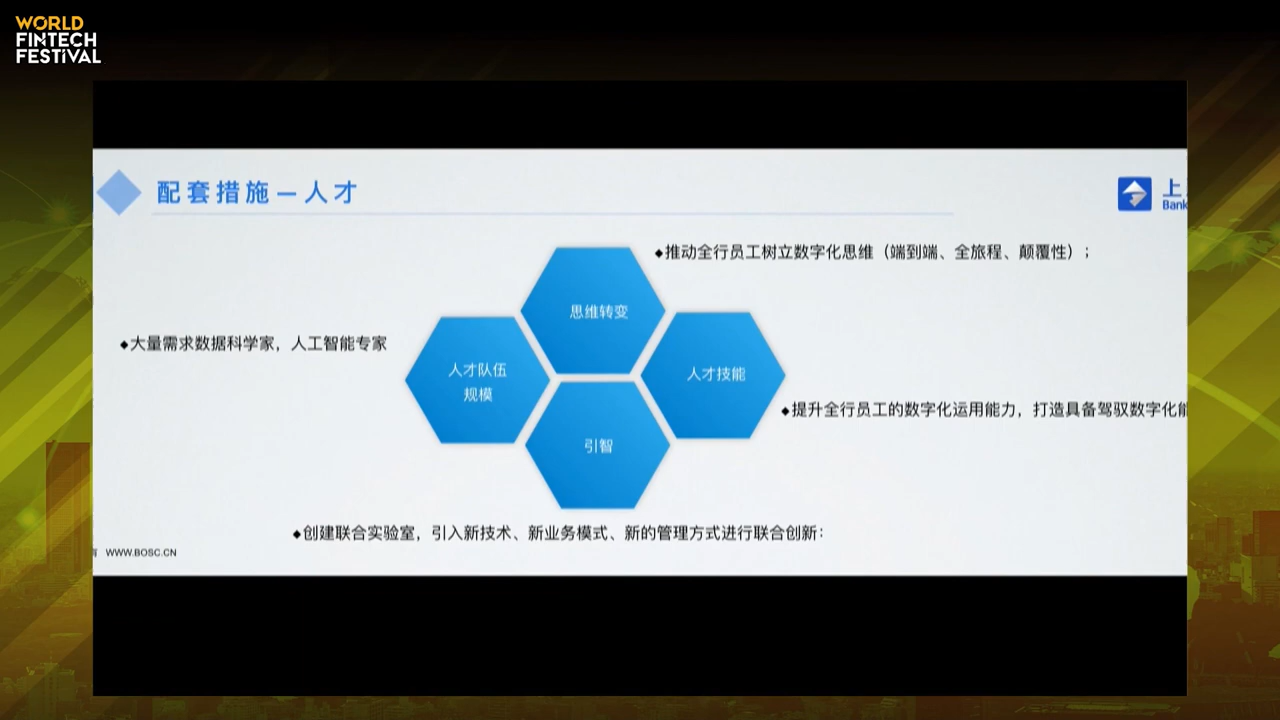 WORLD
FINTECH
FESTIVAL
配套措施—人才
上
Bank
◆推动全行员工树立数字化思维（端到端、全旅程、颠覆性）；
思维转变
◆大量需求数据科学家，人工智能专家
人才队伍
规模
人才技能
◆提升全行员工的数字化运用能力，打造具备驾驭数字化能
引智
◆创建联合实验室，引入新技术、新业务模式、新的管理方式进行联合创新：
WWW.BOSC.CN